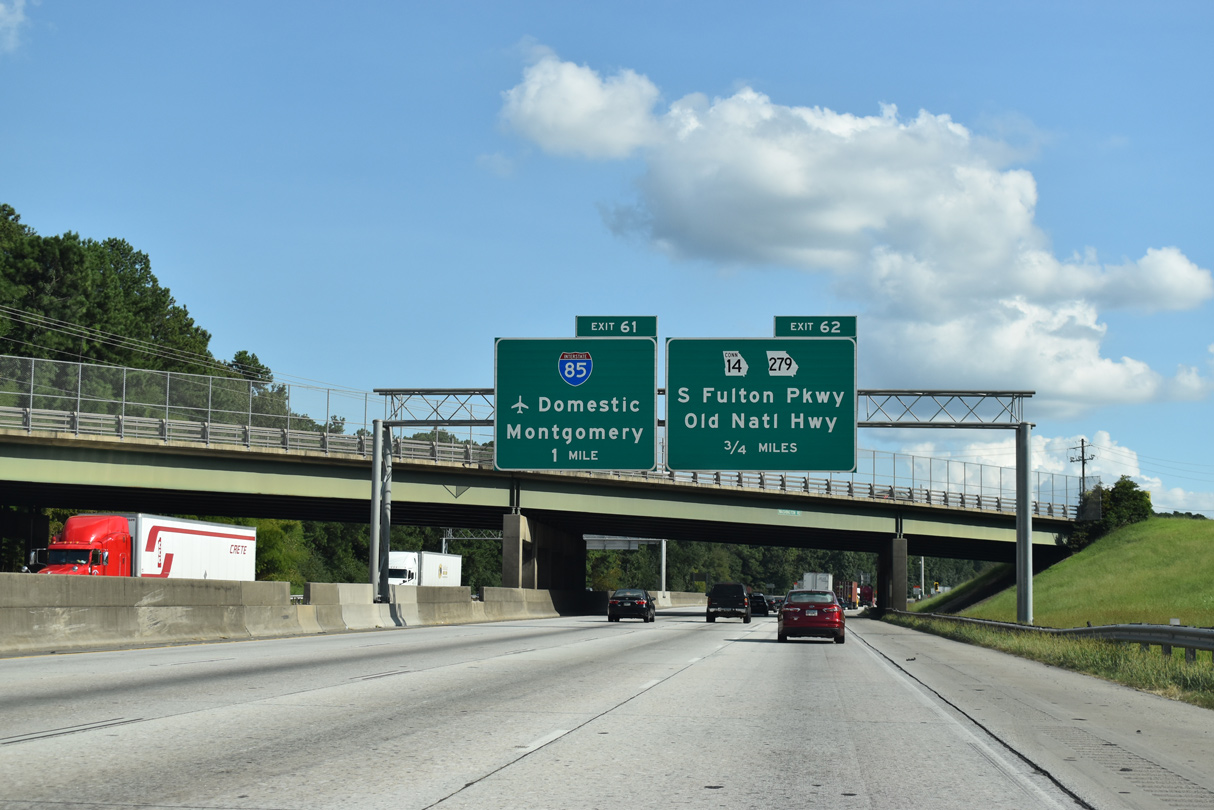 EXIT 61
INTERSTATE
85
Domestic
Montgomery
1 MILE
EXIT 62
CONN
14
279
S Fulton Pkwy
Old Natl Hwy
3/4 MILES
CRETE